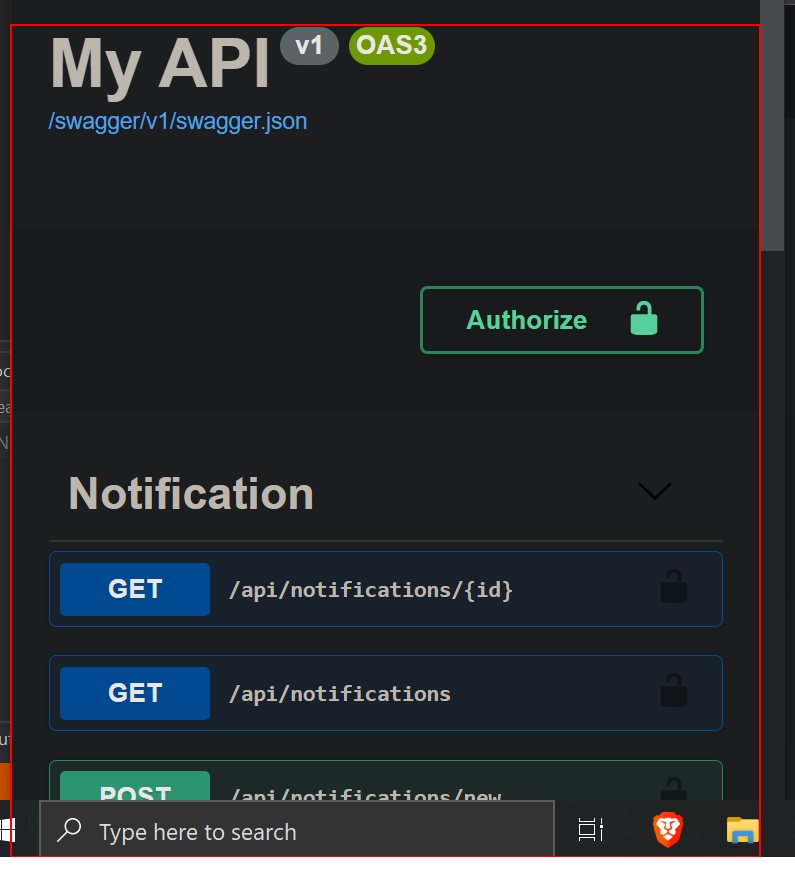 My API v1 OAS3
/swagger/v1/swagger.json
Authorize
Notification
GET /api/notifications/{id}
GET /api/notifications
POST /api/notifications/new
Type here to search